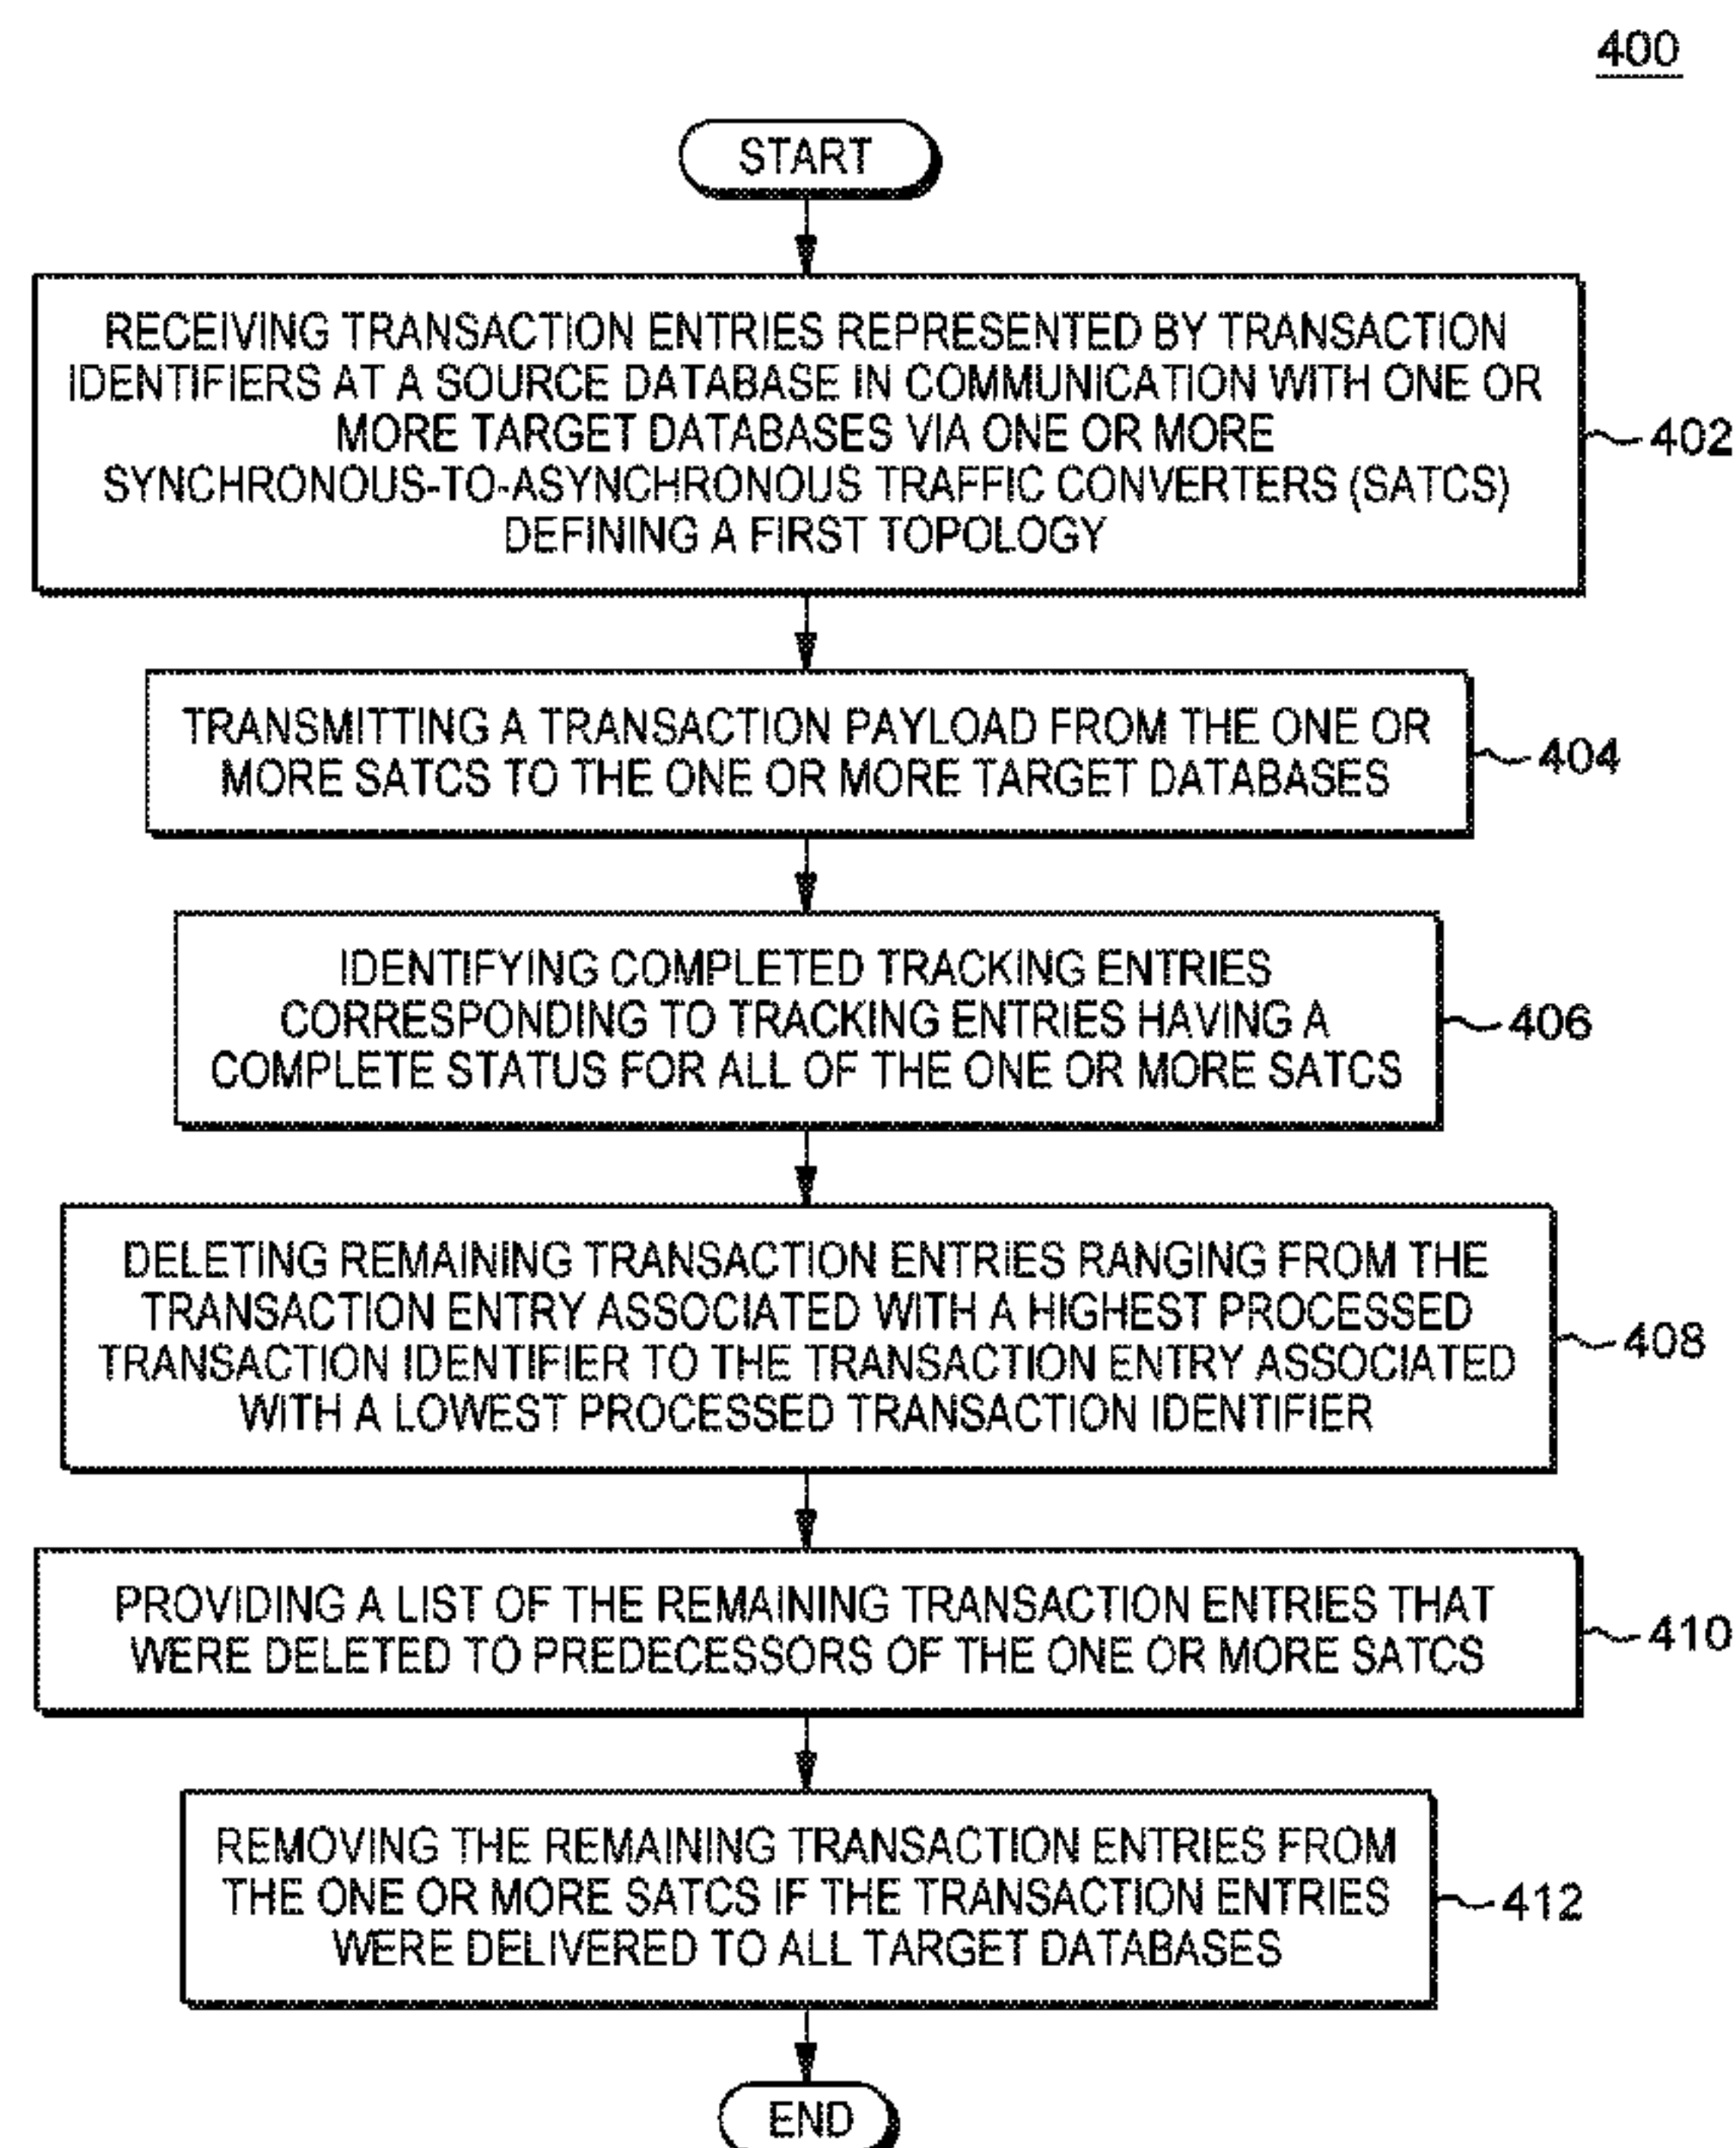 400
START
RECEIVING TRANSACTION ENTRIES REPRESENTED BY TRANSACTION
IDENTIFIERS AT A SOURCE DATABASE IN COMMUNICATION WITH ONE OR
MORE TARGET DATABASES VIA ONE OR MORE
SYNCHRONOUS-TO-ASYNCHRONOUS TRAFFIC CONVERTERS (SATCS)
DEFINING A FIRST TOPOLOGY
402
TRANSMITTING A TRANSACTION PAYLOAD FROM THE ONE OR
MORE SATCS TO THE ONE OR MORE TARGET DATABASES
404
IDENTIFYING COMPLETED TRACKING ENTRIES
CORRESPONDING TO TRACKING ENTRIES HAVING A
COMPLETE STATUS FOR ALL OF THE ONE OR MORE SATCS
406
DELETING REMAINING TRANSACTION ENTRIES RANGING FROM THE
TRANSACTION ENTRY ASSOCIATED WITH A HIGHEST PROCESSED
TRANSACTION IDENTIFIER TO THE TRANSACTION ENTRY ASSOCIATED
WITH A LOWEST PROCESSED TRANSACTION IDENTIFIER
408
PROVIDING A LIST OF THE REMAINING TRANSACTION ENTRIES THAT
WERE DELETED TO PREDECESSORS OF THE ONE OR MORE SATCS
410
REMOVING THE REMAINING TRANSACTION ENTRIES FROM
THE ONE OR MORE SATCS IF THE TRANSACTION ENTRIES
WERE DELIVERED TO ALL TARGET DATABASES
412
END